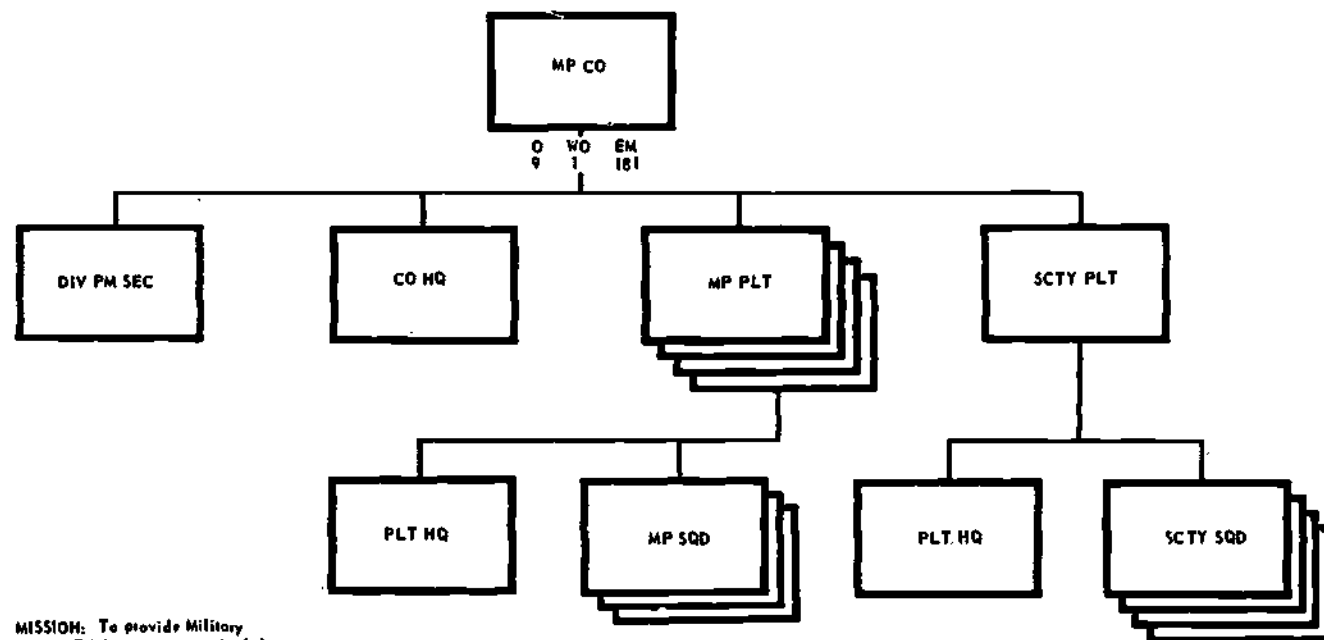 MP CO
O WO EM
9 1 181
DIV PM SEC
CO HQ
MP PLT
SCTY PLT
PLT HQ
MP SQD
PLT HQ
SCTY SQD
MISSION: To provide Military